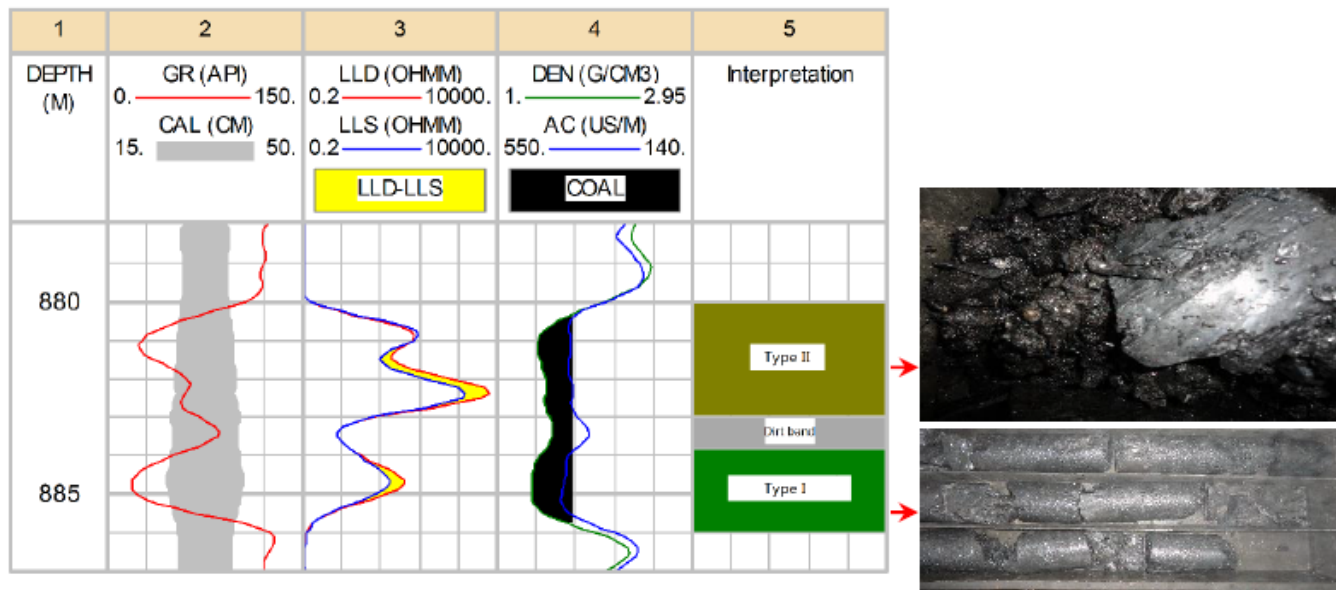 1 2 3 4 5
DEPTH
(M)
GR (API)
0. 150.
CAL (CM)
15. 50.
LLD (OHMM)
0.2 10000.
LLS (OHMM)
0.2 10000.
LLD-LLS
DEN (G/CM3)
1. 2.95
AC (US/M)
550. 140.
COAL
Interpretation
880
Type II
Dirt band
885
Type I